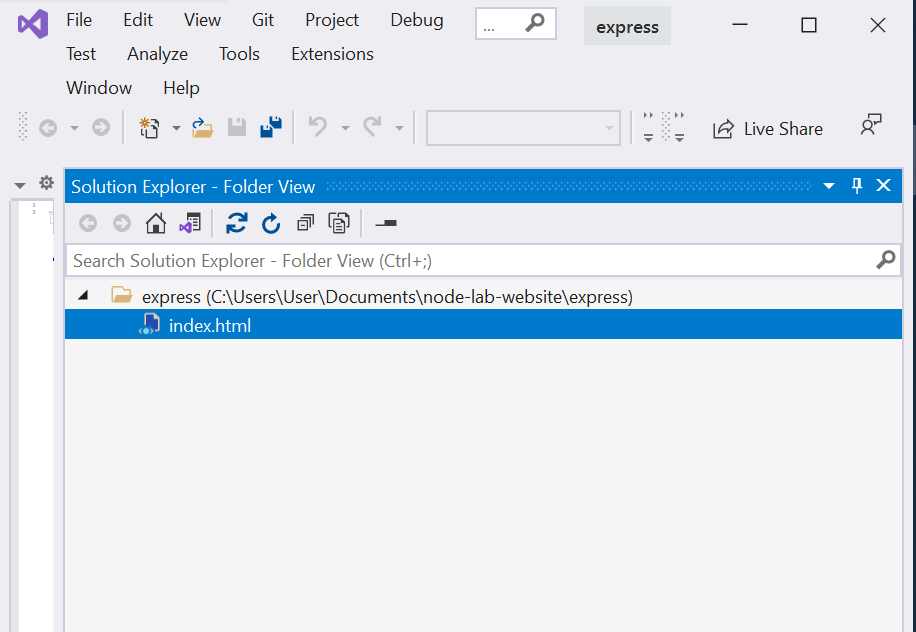 File Edit View Git Project Debug ... express
Test Analyze Tools Extensions
Window Help
Live Share
Solution Explorer - Folder View
Search Solution Explorer - Folder View (Ctrl+;)
express (C:\Users\User\Documents\node-lab-website\express)
index.html